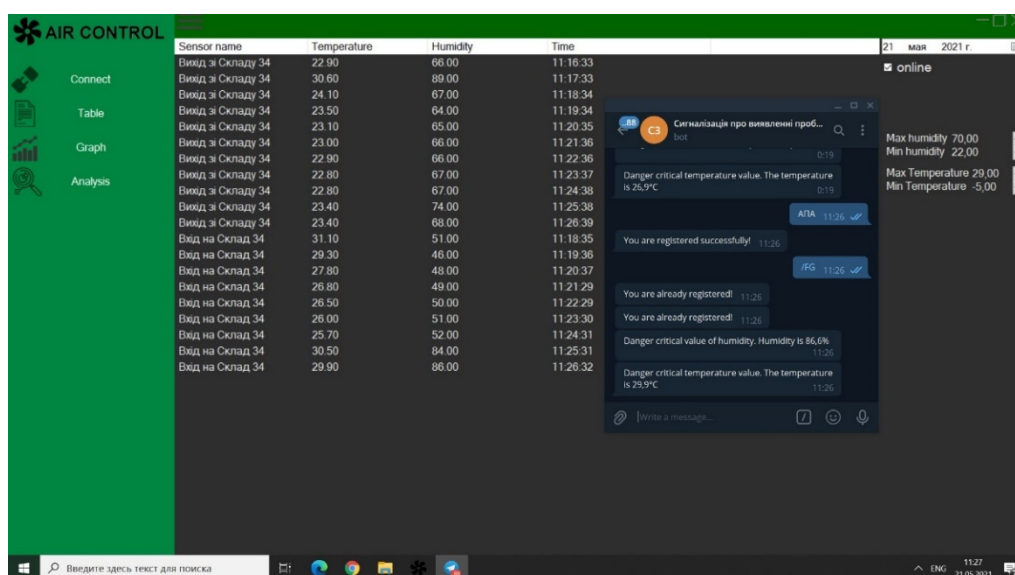 AIR CONTROL
Connect
Table
Graph
Analysis
Sensor name Temperature Humidity Time
Вихід зі Складу 34 22.90 66.00 11:16:33
Вихід зі Складу 34 30.60 89.00 11:17:33
Вихід зі Складу 34 24.10 67.00 11:18:34
Вихід зі Складу 34 23.50 64.00 11:19:34
Вихід зі Складу 34 23.10 65.00 11:20:35
Вихід зі Складу 34 23.00 66.00 11:21:36
Вихід зі Складу 34 22.90 66.00 11:22:36
Вихід зі Складу 34 22.80 67.00 11:23:37
Вихід зі Складу 34 22.80 67.00 11:24:38
Вихід зі Складу 34 23.40 74.00 11:25:38
Вихід зі Складу 34 23.40 68.00 11:26:39
Вхід на Склад 34 31.10 51.00 11:18:35
Вхід на Склад 34 29.30 46.00 11:19:36
Вхід на Склад 34 27.80 48.00 11:20:37
Вхід на Склад 34 26.80 49.00 11:21:29
Вхід на Склад 34 26.50 50.00 11:22:29
Вхід на Склад 34 26.00 51.00 11:23:30
Вхід на Склад 34 25.70 52.00 11:24:31
Вхід на Склад 34 30.50 84.00 11:25:31
Вхід на Склад 34 29.90 86.00 11:26:32
88
СЗ
Сигналізація про виявленні проб...
bot
0:19
Danger critical temperature value. The temperature
is 26,9°C 0:19
АПА 11:26
You are registered successfully! 11:26
/FG 11:26
You are already registered! 11:26
You are already registered! 11:26
Danger critical value of humidity. Humidity is 86,6%
11:26
Danger critical temperature value. The temperature
is 29,9°C 11:26
Write a message...
21 мая 2021 г.
online
Max humidity 70,00
Min humidity 22,00
Max Temperature 29,00
Min Temperature -5,00
Введите здесь текст для поиска
ENG
11:27
21.05.2021